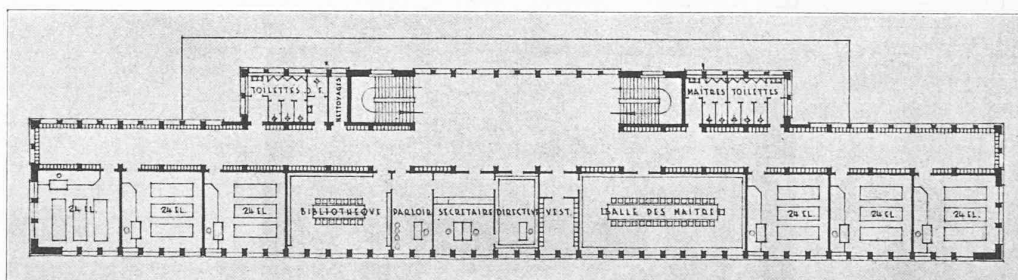 TOILETTES
NETTOYAGES
MAITRES TOILETTES
24 EL.
24 EL.
24 EL.
BIBLIOTHEQUE
PARLOIR
SECRETAIRE
VEST.
SALLE DES MAITRES
24 EL.
24 EL.
24 EL.